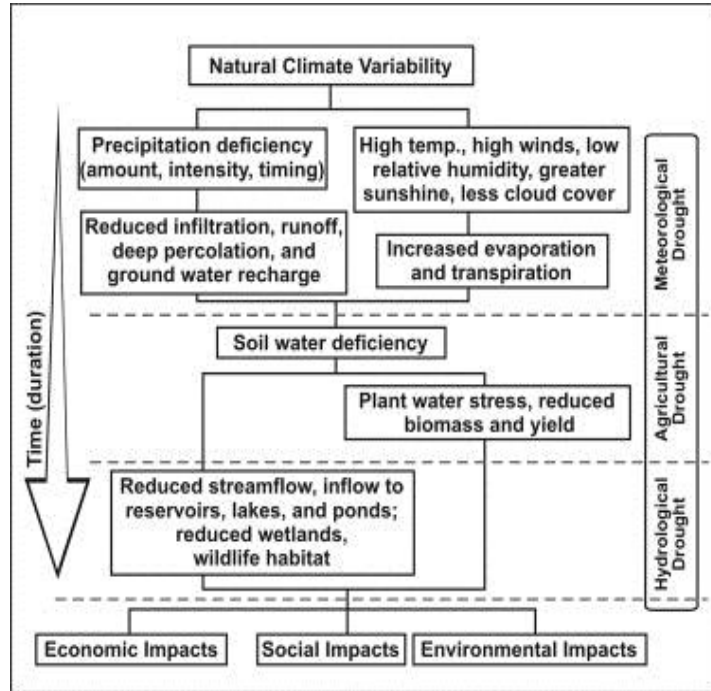 Natural Climate Variability
Precipitation deficiency
(amount, intensity, timing)
High temp., high winds, low
relative humidity, greater
sunshine, less cloud cover
Reduced infiltration, runoff,
deep percolation, and
ground water recharge
Increased evaporation
and transpiration
Meteorological
Drought
Soil water deficiency
Plant water stress, reduced
biomass and yield
Agricultural
Drought
Time (duration)
Reduced streamflow, inflow to
reservoirs, lakes, and ponds;
reduced wetlands,
wildlife habitat
Hydrological
Drought
Economic Impacts
Social Impacts
Environmental Impacts